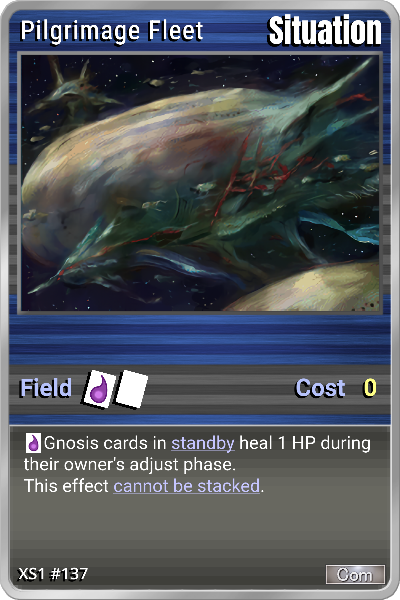 Pilgrimage Fleet
Situation
Field
Cost 0
Gnosis cards in standby heal 1 HP during
their owner's adjust phase.
This effect cannot be stacked.
XS1 #137
Com